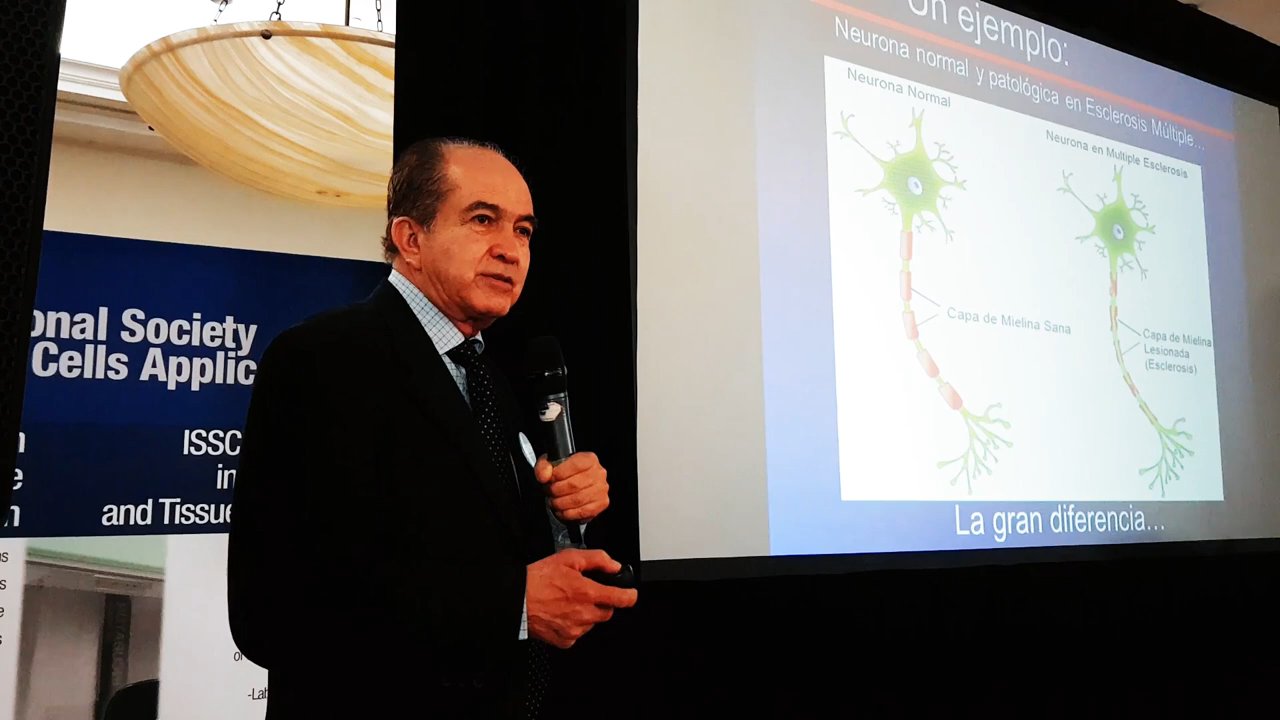 onal Society
Cells Applic
ISSC
in
and Tissue
-Lab
Un ejemplo:
Neurona normal y patológica en Esclerosis Múltiple...
Neurona Normal
Neurona en Multiple Esclerosis
Capa de Mielina Sana
Capa de Mielina
Lesionada
(Esclerosis)
La gran diferencia...